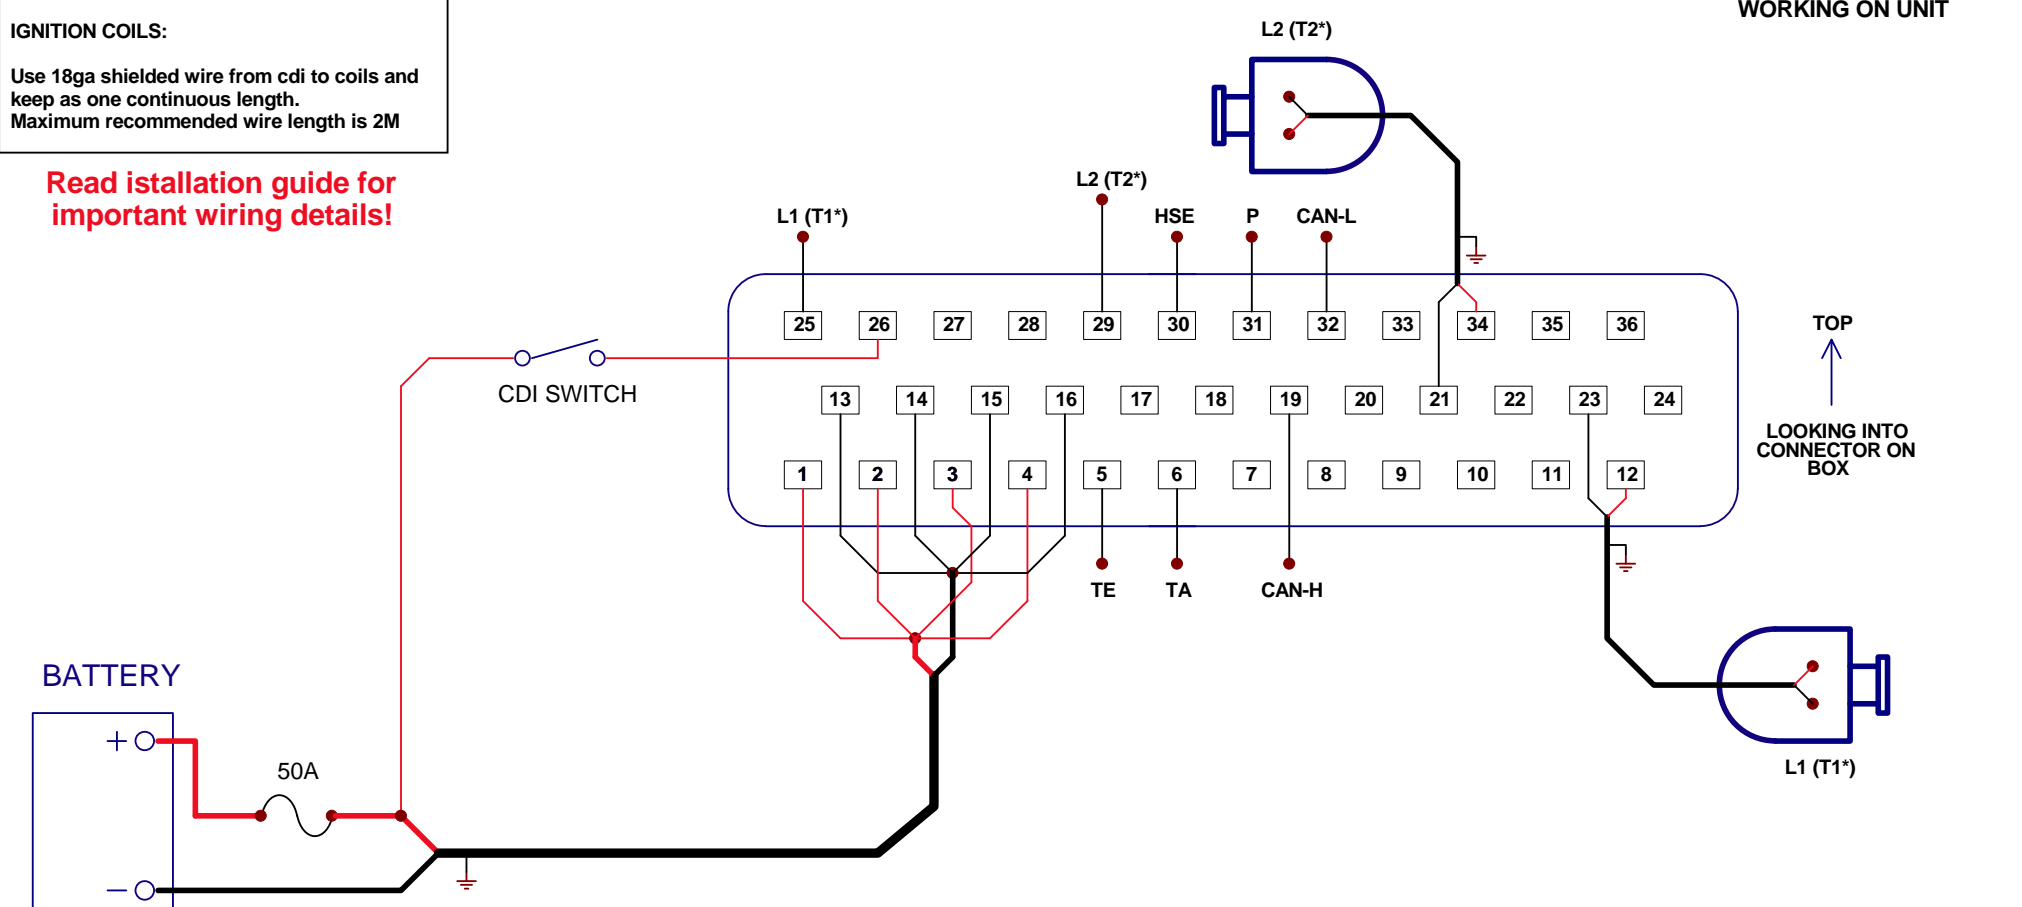 WORKING ON UNIT
IGNITION COILS:
Use 18ga shielded wire from cdi to coils and
keep as one continuous length.
Maximum recommended wire length is 2M
Read istallation guide for
important wiring details!
L2 (T2*)
L2 (T2*)
L1 (T1*)
HSE
P
CAN-L
25
26
27
28
29
30
31
32
33
34
35
36
TOP
CDI SWITCH
13
14
15
16
17
18
19
20
21
22
23
24
LOOKING INTO
CONNECTOR ON
BOX
1
2
3
4
5
6
7
8
9
10
11
12
TE
TA
CAN-H
BATTERY
+
50A
L1 (T1*)
−